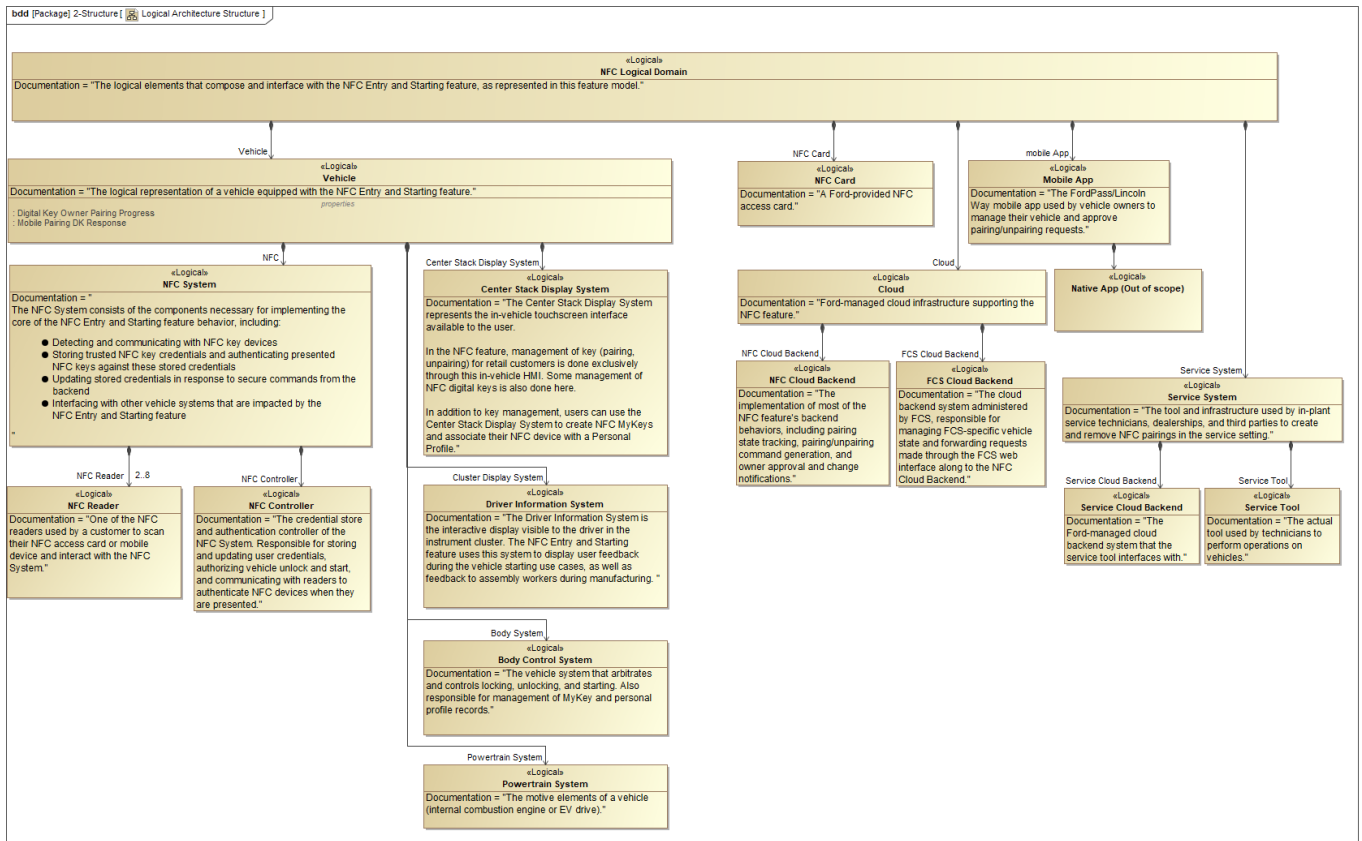 bdd [Package] 2-Structure [ Logical Architecture Structure ]
«Logical»
NFC Logical Domain
Documentation = "The logical elements that compose and interface with the NFC Entry and Starting feature, as represented in this feature model."
Vehicle
«Logical»
Vehicle
Documentation = "The logical representation of a vehicle equipped with the NFC Entry and Starting feature."
properties
: Digital Key Owner Pairing Progress
: Mobile Pairing DK Response
NFC
«Logical»
NFC System
Documentation = "
The NFC System consists of the components necessary for implementing the
core of the NFC Entry and Starting feature behavior, including:
● Detecting and communicating with NFC key devices
● Storing trusted NFC key credentials and authenticating presented
NFC keys against these stored credentials
● Updating stored credentials in response to secure commands from the
backend
● Interfacing with other vehicle systems that are impacted by the
NFC Entry and Starting feature
"
NFC Reader
2..8
«Logical»
NFC Reader
Documentation = "One of the NFC
readers used by a customer to scan
their NFC access card or mobile
device and interact with the NFC
System."
NFC Controller
«Logical»
NFC Controller
Documentation = "The credential store
and authentication controller of the
NFC System. Responsible for storing
and updating user credentials,
authorizing vehicle unlock and start,
and communicating with readers to
authenticate NFC devices when they
are presented."
Center Stack Display System
«Logical»
Center Stack Display System
Documentation = "The Center Stack Display System
represents the in-vehicle touchscreen interface
available to the user.
In the NFC feature, management of key (pairing,
unpairing) for retail customers is done exclusively
through this in-vehicle HMI. Some management of
NFC digital keys is also done here.
In addition to key management, users can use the
Center Stack Display System to create NFC MyKeys
and associate their NFC device with a Personal
Profile."
Cluster Display System
«Logical»
Driver Information System
Documentation = "The Driver Information System is
the interactive display visible to the driver in the
instrument cluster. The NFC Entry and Starting
feature uses this system to display user feedback
during the vehicle starting use cases, as well as
feedback to assembly workers during manufacturing. "
Body System
«Logical»
Body Control System
Documentation = "The vehicle system that arbitrates
and controls locking, unlocking, and starting. Also
responsible for management of MyKey and personal
profile records."
Powertrain System
«Logical»
Powertrain System
Documentation = "The motive elements of a vehicle
(internal combustion engine or EV drive)."
NFC Card
«Logical»
NFC Card
Documentation = "A Ford-provided NFC
access card."
mobile App
«Logical»
Mobile App
Documentation = "The FordPass/Lincoln
Way mobile app used by vehicle owners to
manage their vehicle and approve
pairing/unpairing requests."
«Logical»
Native App (Out of scope)
Cloud
«Logical»
Cloud
Documentation = "Ford-managed cloud infrastructure supporting the
NFC feature."
NFC Cloud Backend
«Logical»
NFC Cloud Backend
Documentation = "The
implementation of most of the
NFC feature's backend
behaviors, including pairing
state tracking, pairing/unpairing
command generation, and
owner approval and change
notifications."
FCS Cloud Backend
«Logical»
FCS Cloud Backend
Documentation = "The cloud
backend system administered
by FCS, responsible for
managing FCS-specific vehicle
state and forwarding requests
made through the FCS web
interface along to the NFC
Cloud Backend."
Service System
«Logical»
Service System
Documentation = "The tool and infrastructure used by in-plant
service technicians, dealerships, and third parties to create
and remove NFC pairings in the service setting."
Service Cloud Backend
«Logical»
Service Cloud Backend
Documentation = "The
Ford-managed cloud
backend system that the
service tool interfaces with."
Service Tool
«Logical»
Service Tool
Documentation = "The actual
tool used by technicians to
perform operations on
vehicles."